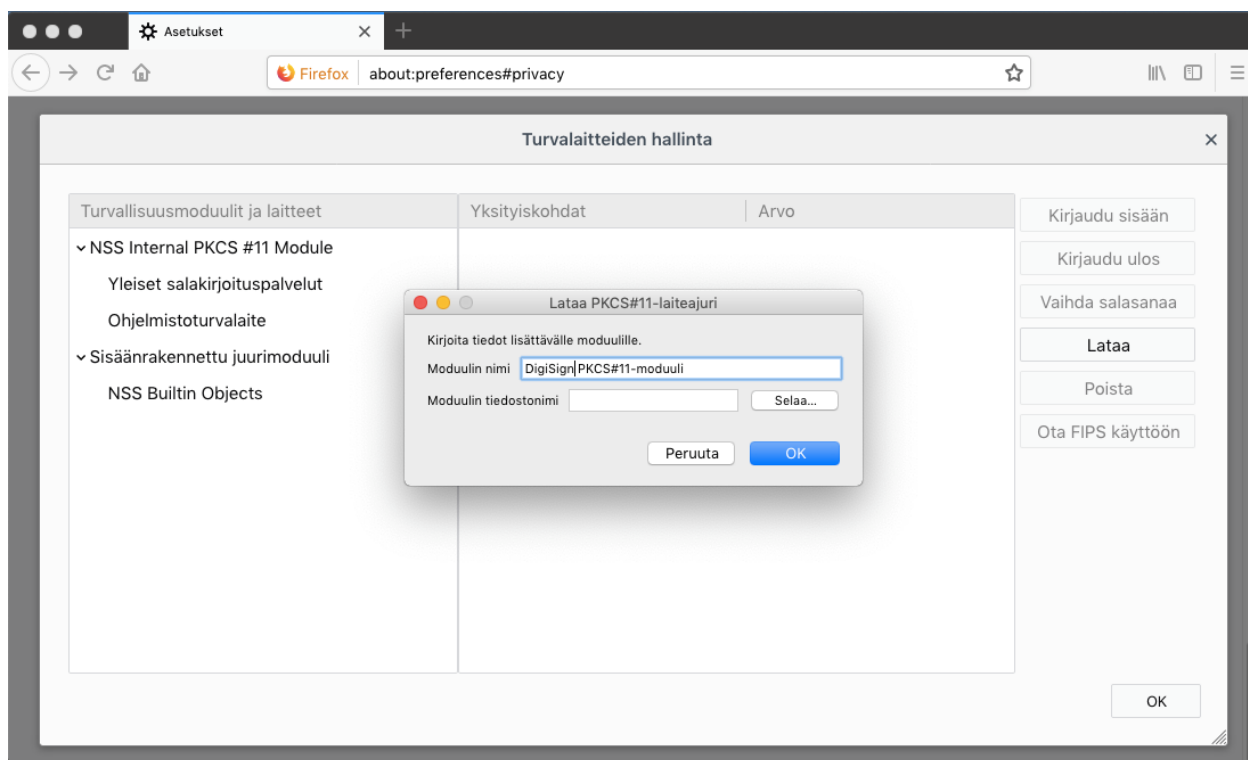 Asetukset
Firefox about:preferences#privacy
Turvalaitteiden hallinta
Turvallisuusmoduulit ja laitteet
Yksityiskohdat
Arvo
NSS Internal PKCS #11 Module
Yleiset salakirjoituspalvelut
Ohjelmistoturvalaite
Sisäänrakennettu juurimoduuli
NSS Builtin Objects
Lataa PKCS#11-laiteajuri
Kirjoita tiedot lisättävälle moduulille.
Moduulin nimi DigiSign PKCS#11-moduuli
Moduulin tiedostonimi Selaa...
Peruuta OK
Kirjaudu sisään
Kirjaudu ulos
Vaihda salasanaa
Lataa
Poista
Ota FIPS käyttöön
OK